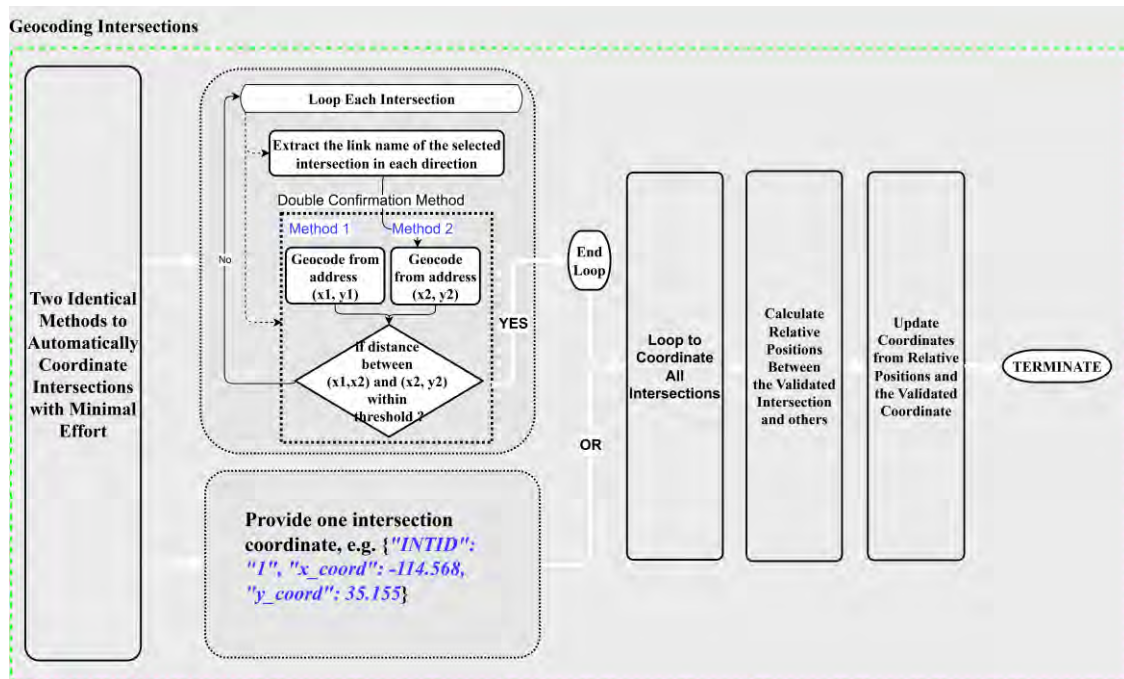 Geocoding Intersections
Two Identical
Methods to
Automatically
Coordinate
Intersections
with Minimal
Effort
Loop Each Intersection
Extract the link name of the selected
intersection in each direction
Double Confirmation Method
Method 1
Method 2
Geocode from
address
(x1, y1)
Geocode
from address
(x2, y2)
No
if distance
between
(x1,x2) and (x2, y2)
within
threshold ?
YES
End
Loop
Provide one intersection
coordinate, e.g. {"INTID":
"1", "x_coord": -114.568,
"y_coord": 35.155}
OR
Loop to
Coordinate
All
Intersections
Calculate
Relative
Positions
Between
the Validated
Intersection
and others
Update
Coordinates
from Relative
Positions and
the Validated
Coordinate
TERMINATE